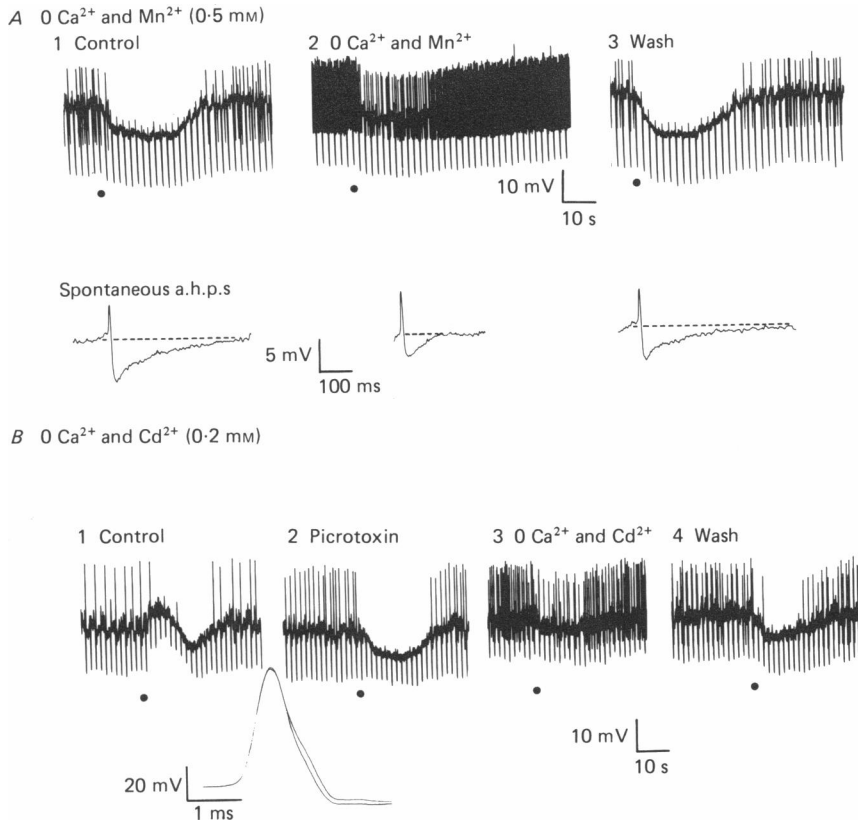 A 0 Ca²⁺ and Mn²⁺ (0·5 mM)
1 Control
2 0 Ca²⁺ and Mn²⁺
3 Wash
10 mV
10 s
Spontaneous a.h.p.s
5 mV
100 ms
B 0 Ca²⁺ and Cd²⁺ (0·2 mM)
1 Control
2 Picrotoxin
3 0 Ca²⁺ and Cd²⁺
4 Wash
10 mV
10 s
20 mV
1 ms